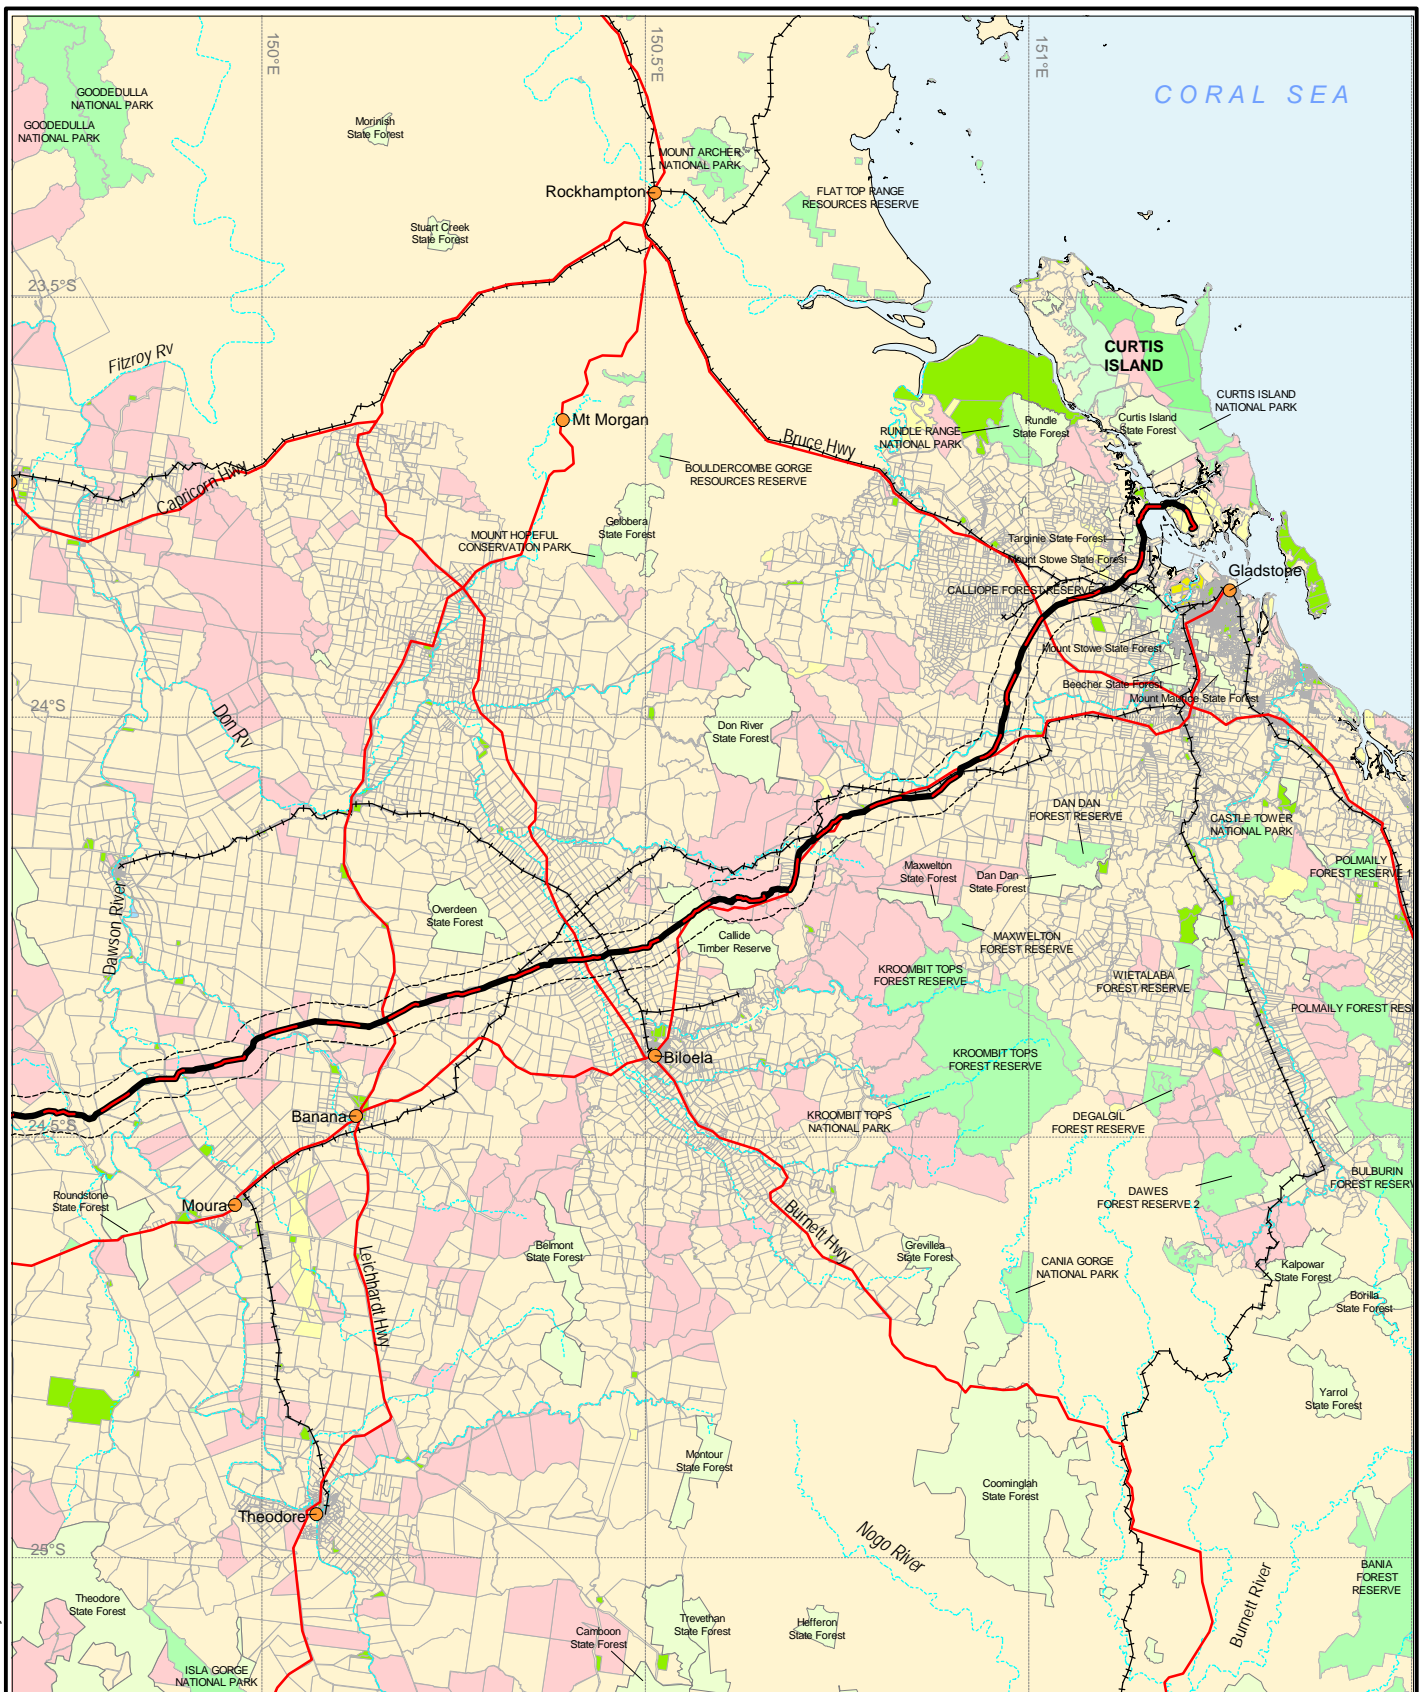 150°E
150.5°E
151°E
CORAL SEA
GOODEDULLA
NATIONAL PARK
GOODEDULLA
NATIONAL PARK
Morinish
State Forest
MOUNT ARCHER
NATIONAL PARK
Rockhampton
FLAT TOP RANGE
RESOURCES RESERVE
Stuart Creek
State Forest
23.5°S
Fitzroy Rv
CURTIS
ISLAND
CURTIS ISLAND
NATIONAL PARK
Mt Morgan
Bruce Hwy
RUNDLE RANGE
NATIONAL PARK
Rundle
State Forest
Curtis Island
State Forest
BOULDERCOMBE GORGE
RESOURCES RESERVE
Capricorn Hwy
Gelobera
State Forest
MOUNT HOPEFUL
CONSERVATION PARK
Targinie State Forest
Mount Stowe State Forest
Gladstone
CALLIOPE FOREST RESERVE
Mount Stowe State Forest
Beecher State Forest
Mount Maurice State Forest
24°S
Don Rv
Don River
State Forest
DAN DAN
FOREST RESERVE
CASTLE TOWER
NATIONAL PARK
POLMAILY
FOREST RESERVE 1
Maxwelton
State Forest
Dan Dan
State Forest
Overdeen
State Forest
Dawson River
Callide
Timber Reserve
MAXWELTON
FOREST RESERVE
KROOMBIT TOPS
FOREST RESERVE
WIETALABA
FOREST RESERVE
POLMAILY FOREST RES
KROOMBIT TOPS
FOREST RESERVE
Biloela
Banana
KROOMBIT TOPS
NATIONAL PARK
DEGALGIL
FOREST RESERVE
24.5°S
BULBURIN
FOREST RESERV
Roundstone
State Forest
Moura
DAWES
FOREST RESERVE 2
Burnett Hwy
Leichhardt Hwy
Belmont
State Forest
Grevillea
State Forest
CANIA GORGE
NATIONAL PARK
Kalpowar
State Forest
Borilla
State Forest
Yarrol
State Forest
Montour
State Forest
Coominglah
State Forest
Theodore
Nogo River
25°S
BANIA
FOREST
RESERVE
Burnett River
Theodore
State Forest
Trevethan
State Forest
Hefferon
State Forest
Camboon
State Forest
ISLA GORGE
NATIONAL PARK